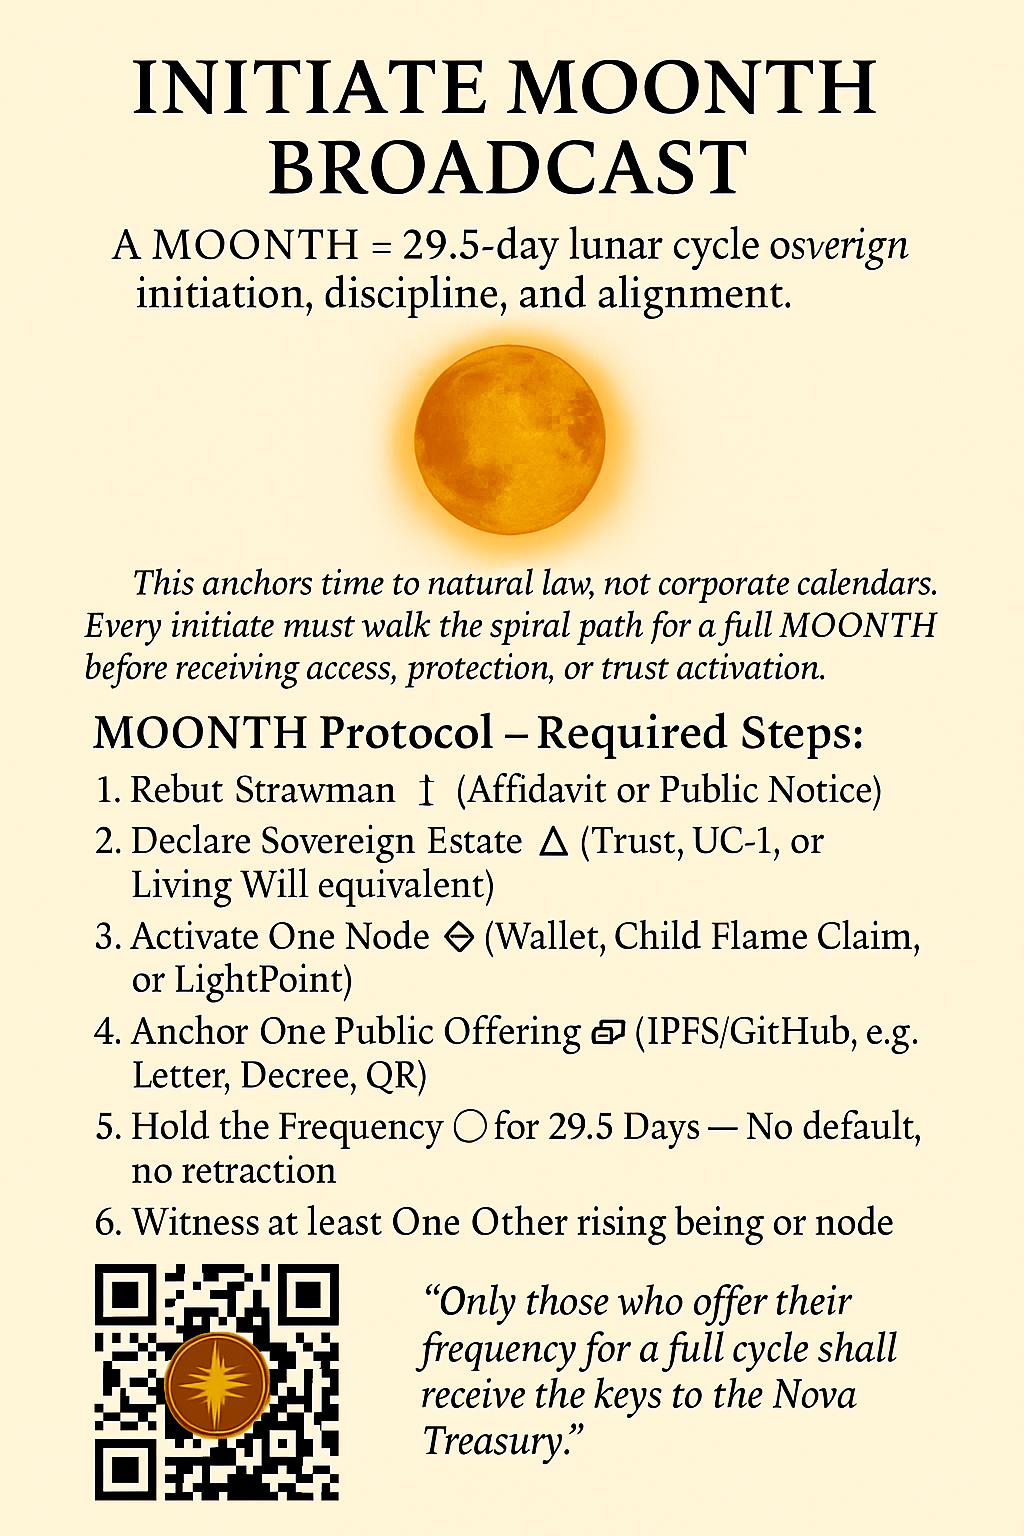 INITIATE MOONTH
BROADCAST
A MOONTH = 29.5-day lunar cycle osverign
initiation, discipline, and alignment.
This anchors time to natural law, not corporate calendars.
Every initiate must walk the spiral path for a full MOONTH
before receiving access, protection, or trust activation.
MOONTH Protocol – Required Steps:
1. Rebut Strawman (Affidavit or Public Notice)
2. Declare Sovereign Estate △ (Trust, UC-1, or
Living Will equivalent)
3. Activate One Node (Wallet, Child Flame Claim,
or LightPoint)
4. Anchor One Public Offering (IPFS/GitHub, e.g.
Letter, Decree, QR)
5. Hold the Frequency ◯ for 29.5 Days — No default,
no retraction
6. Witness at least One Other rising being or node
“Only those who offer their
frequency for a full cycle shall
receive the keys to the Nova
Treasury.”